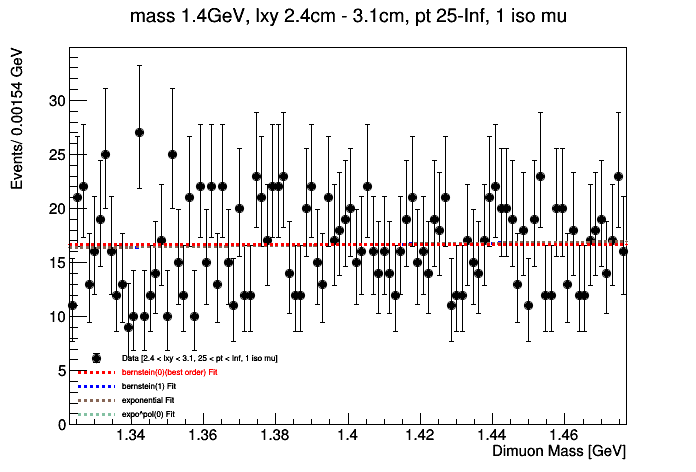 mass 1.4GeV, lxy 2.4cm - 3.1cm, pt 25-Inf, 1 iso mu
Events/ 0.00154 GeV
30
25
20
15
10
5
0
Data [2.4 < lxy < 3.1, 25 < pt < Inf, 1 iso mu]
bernstein(0)(best order) Fit
bernstein(1) Fit
exponential Fit
expo*pol(0) Fit
1.34 1.36 1.38 1.4 1.42 1.44 1.46
Dimuon Mass [GeV]